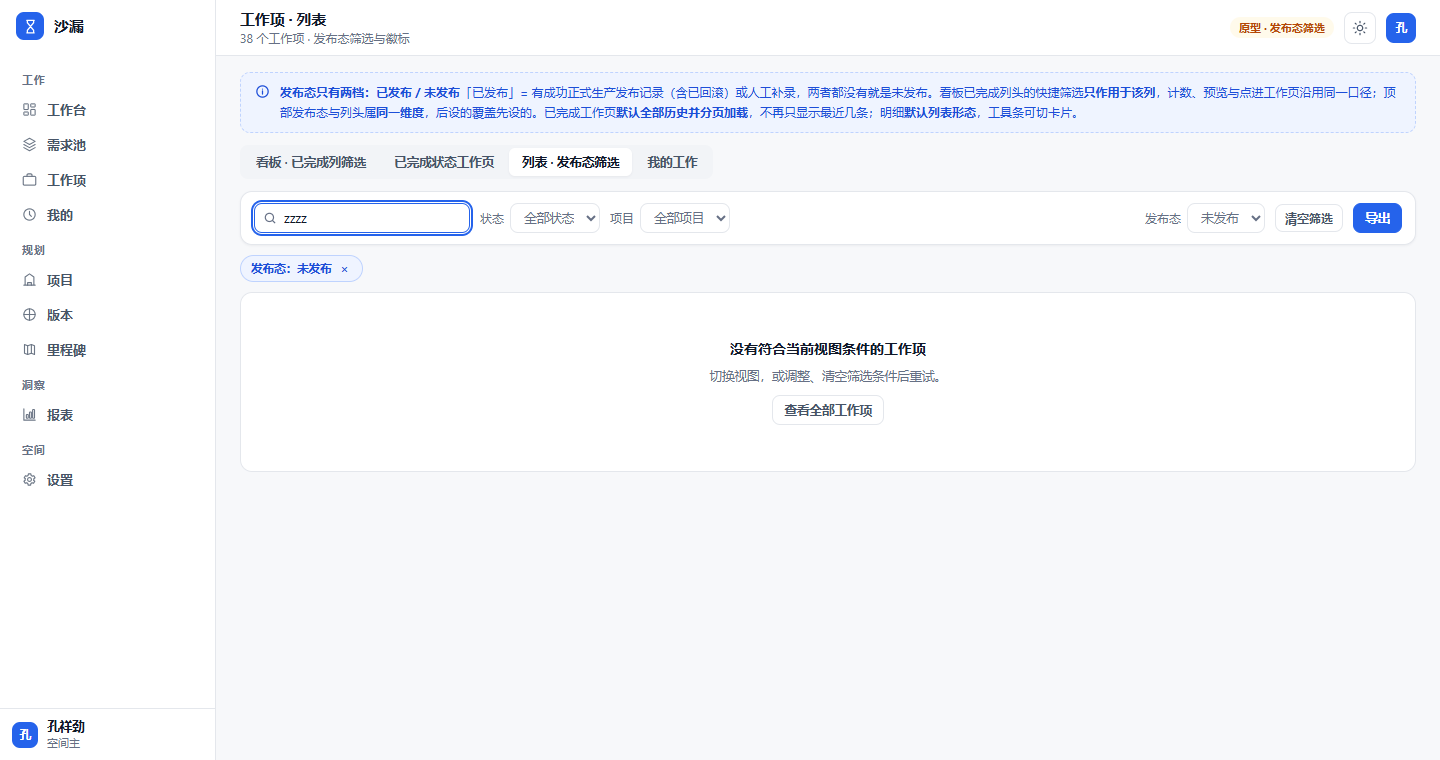 沙漏
工作
工作台
需求池
工作项
我的
规划
项目
版本
里程碑
洞察
报表
空间
设置
孔
孔祥劲
空间主
工作项 · 列表
38 个工作项 · 发布态筛选与徽标
原型 · 发布态筛选
孔
发布态只有两档：已发布 / 未发布「已发布」= 有成功正式生产发布记录（含已回滚）或人工补录，两者都没有就是未发布。看板已完成列头的快捷筛选只作用于该列，计数、预览与点进工作页沿用同一口径；顶
部发布态与列头属同一维度，后设的覆盖先设的。已完成工作页默认全部历史并分页加载，不再只显示最近几条；明细默认列表形态，工具条可切卡片。
看板 · 已完成列筛选
已完成状态工作页
列表 · 发布态筛选
我的工作
zzzz
状态
全部状态
项目
全部项目
发布态
未发布
清空筛选
导出
发布态：未发布 ×
没有符合当前视图条件的工作项
切换视图，或调整、清空筛选条件后重试。
查看全部工作项